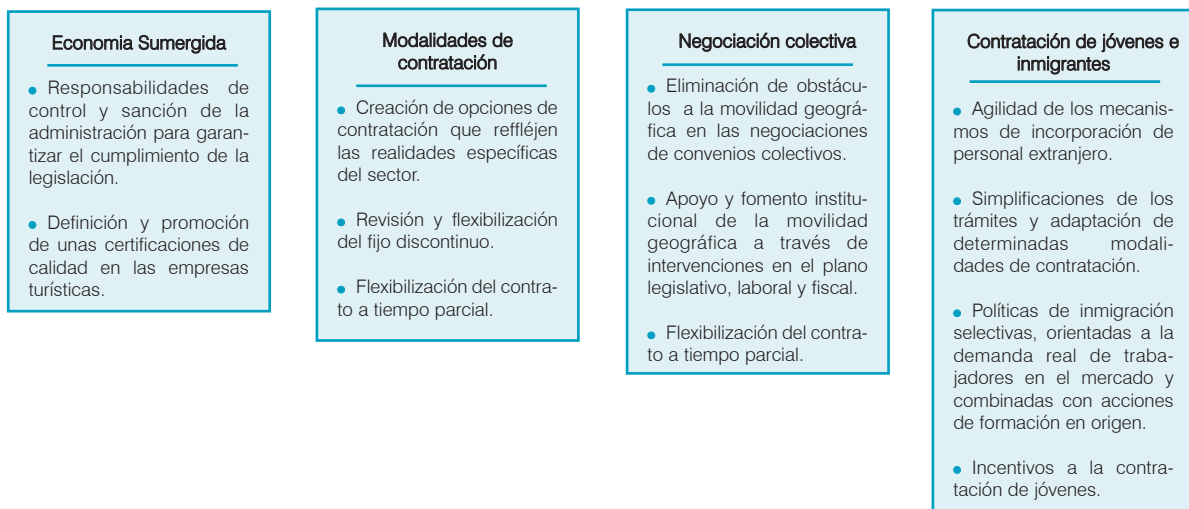 Economia Sumergida
● Responsabilidades de
control y sanción de la
administración para garan-
tizar el cumplimiento de la
legislación.
● Definición y promoción
de unas certificaciones de
calidad en las empresas
turísticas.
Modalidades de
contratación
● Creación de opciones de
contratación que reffléjen
las realidades específicas
del sector.
● Revisión y flexibilización
del fijo discontinuo.
● Flexibilización del contra-
to a tiempo parcial.
Negociación colectiva
● Eliminación de obstácu-
los a la movilidad geográ-
fica en las negociaciones
de convenios colectivos.
● Apoyo y fomento institu-
cional de la movilidad
geográfica a través de
intervenciones en el plano
legislativo, laboral y fiscal.
● Flexibilización del contra-
to a tiempo parcial.
Contratación de jóvenes e
inmigrantes
● Agilidad de los mecanis-
mos de incorporación de
personal extranjero.
● Simplificaciones de los
trámites y adaptación de
determinadas modali-
dades de contratación.
● Políticas de inmigración
selectivas, orientadas a la
demanda real de traba-
jadores en el mercado y
combinadas con acciones
de formación en origen.
● Incentivos a la contra-
tación de jóvenes.